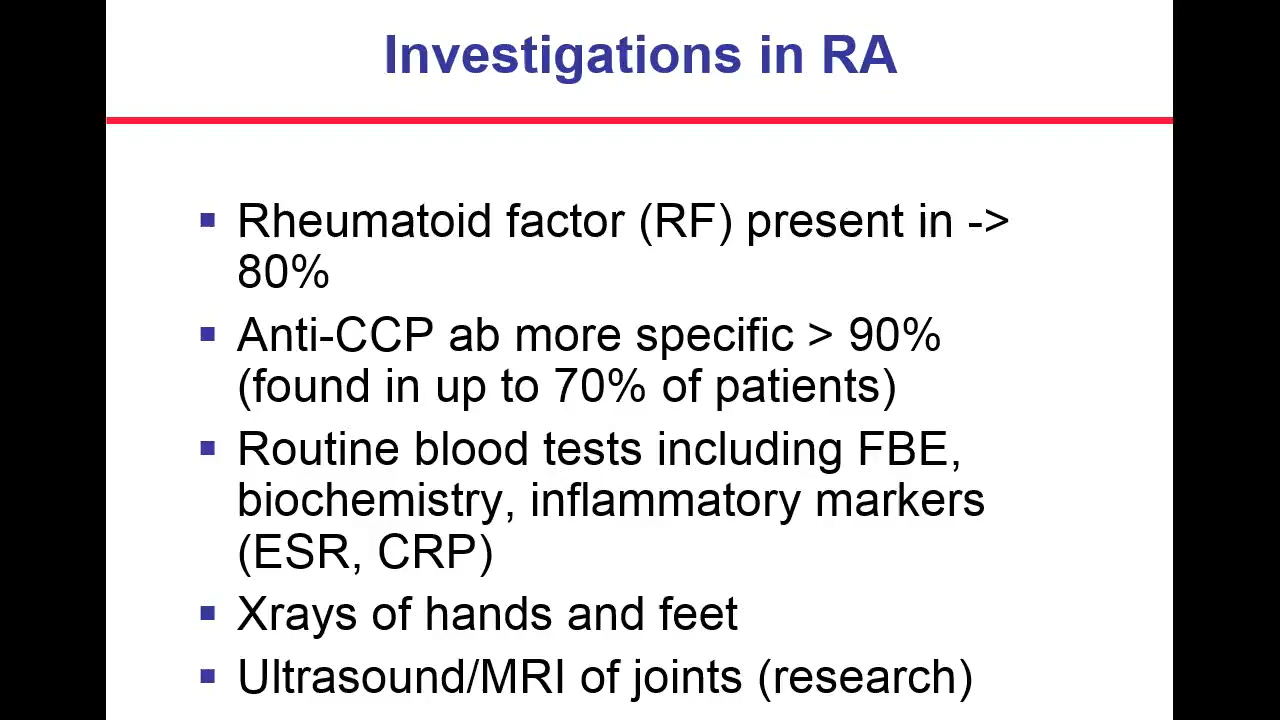 Investigations in RA
▪ Rheumatoid factor (RF) present in ->
80%
▪ Anti-CCP ab more specific > 90%
(found in up to 70% of patients)
▪ Routine blood tests including FBE,
biochemistry, inflammatory markers
(ESR, CRP)
▪ Xrays of hands and feet
▪ Ultrasound/MRI of joints (research)